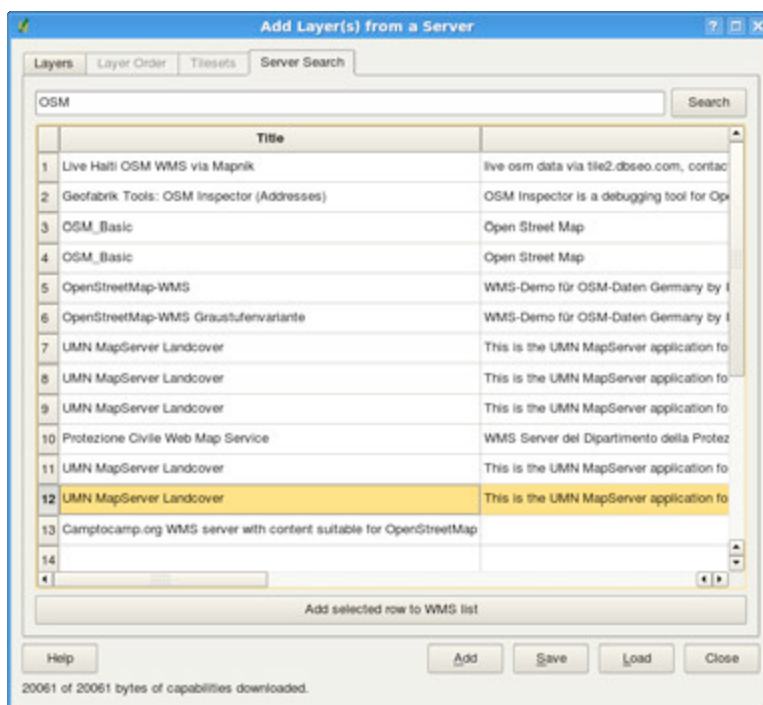 Add Layer(s) from a Server
Layers Layer Order Tilesets Server Search
OSM Search
Title
1 Live Haiti OSM WMS via Mapnik live osm data via tile2.dbseo.com, contac
2 Geofabrik Tools: OSM Inspector (Addresses) OSM Inspector is a debugging tool for Ope
3 OSM_Basic Open Street Map
4 OSM_Basic Open Street Map
5 OpenStreetMap-WMS WMS-Demo für OSM-Daten Germany by
6 OpenStreetMap-WMS Graustufenvariante WMS-Demo für OSM-Daten Germany by
7 UMN MapServer Landcover This is the UMN MapServer application fo
8 UMN MapServer Landcover This is the UMN MapServer application fo
9 UMN MapServer Landcover This is the UMN MapServer application fo
10 Protezione Civile Web Map Service WMS Server del Dipartimento della Protez
11 UMN MapServer Landcover This is the UMN MapServer application fo
12 UMN MapServer Landcover This is the UMN MapServer application fo
13 Camptocamp.org WMS server with content suitable for OpenStreetMap
14
Add selected row to WMS list
Help Add Save Load Close
20061 of 20061 bytes of capabilities downloaded.